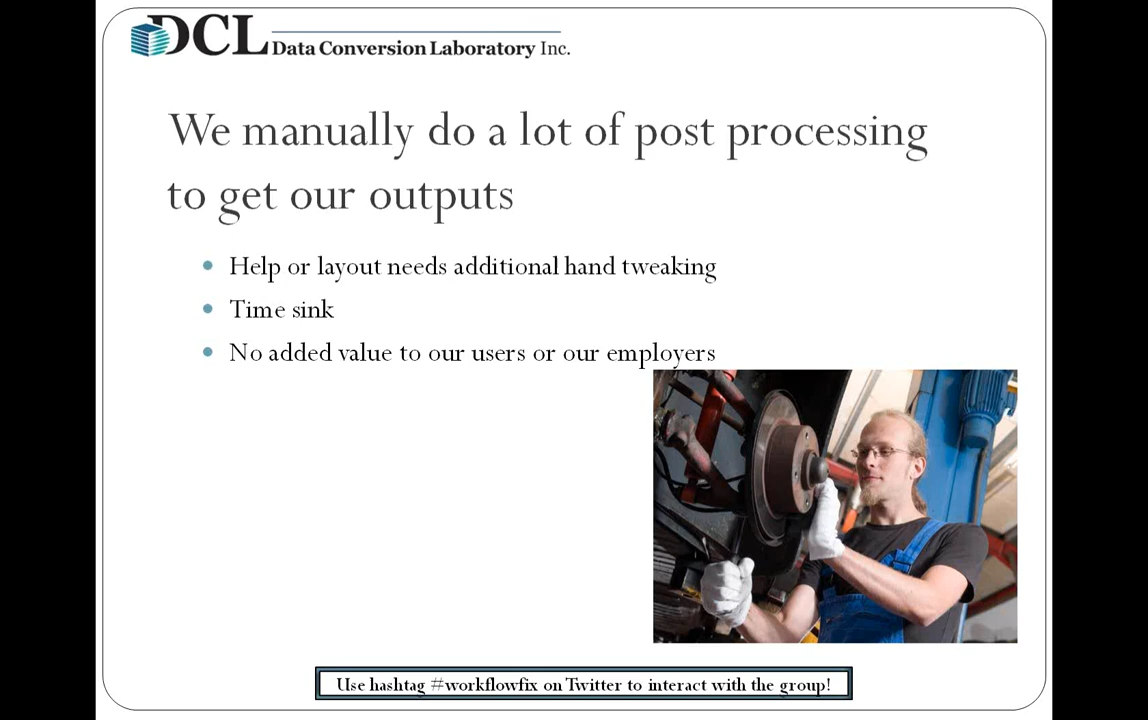 DCL Data Conversion Laboratory Inc.
We manually do a lot of post processing
to get our outputs
• Help or layout needs additional hand tweaking
• Time sink
• No added value to our users or our employers
Use hashtag #workflowfix on Twitter to interact with the group!